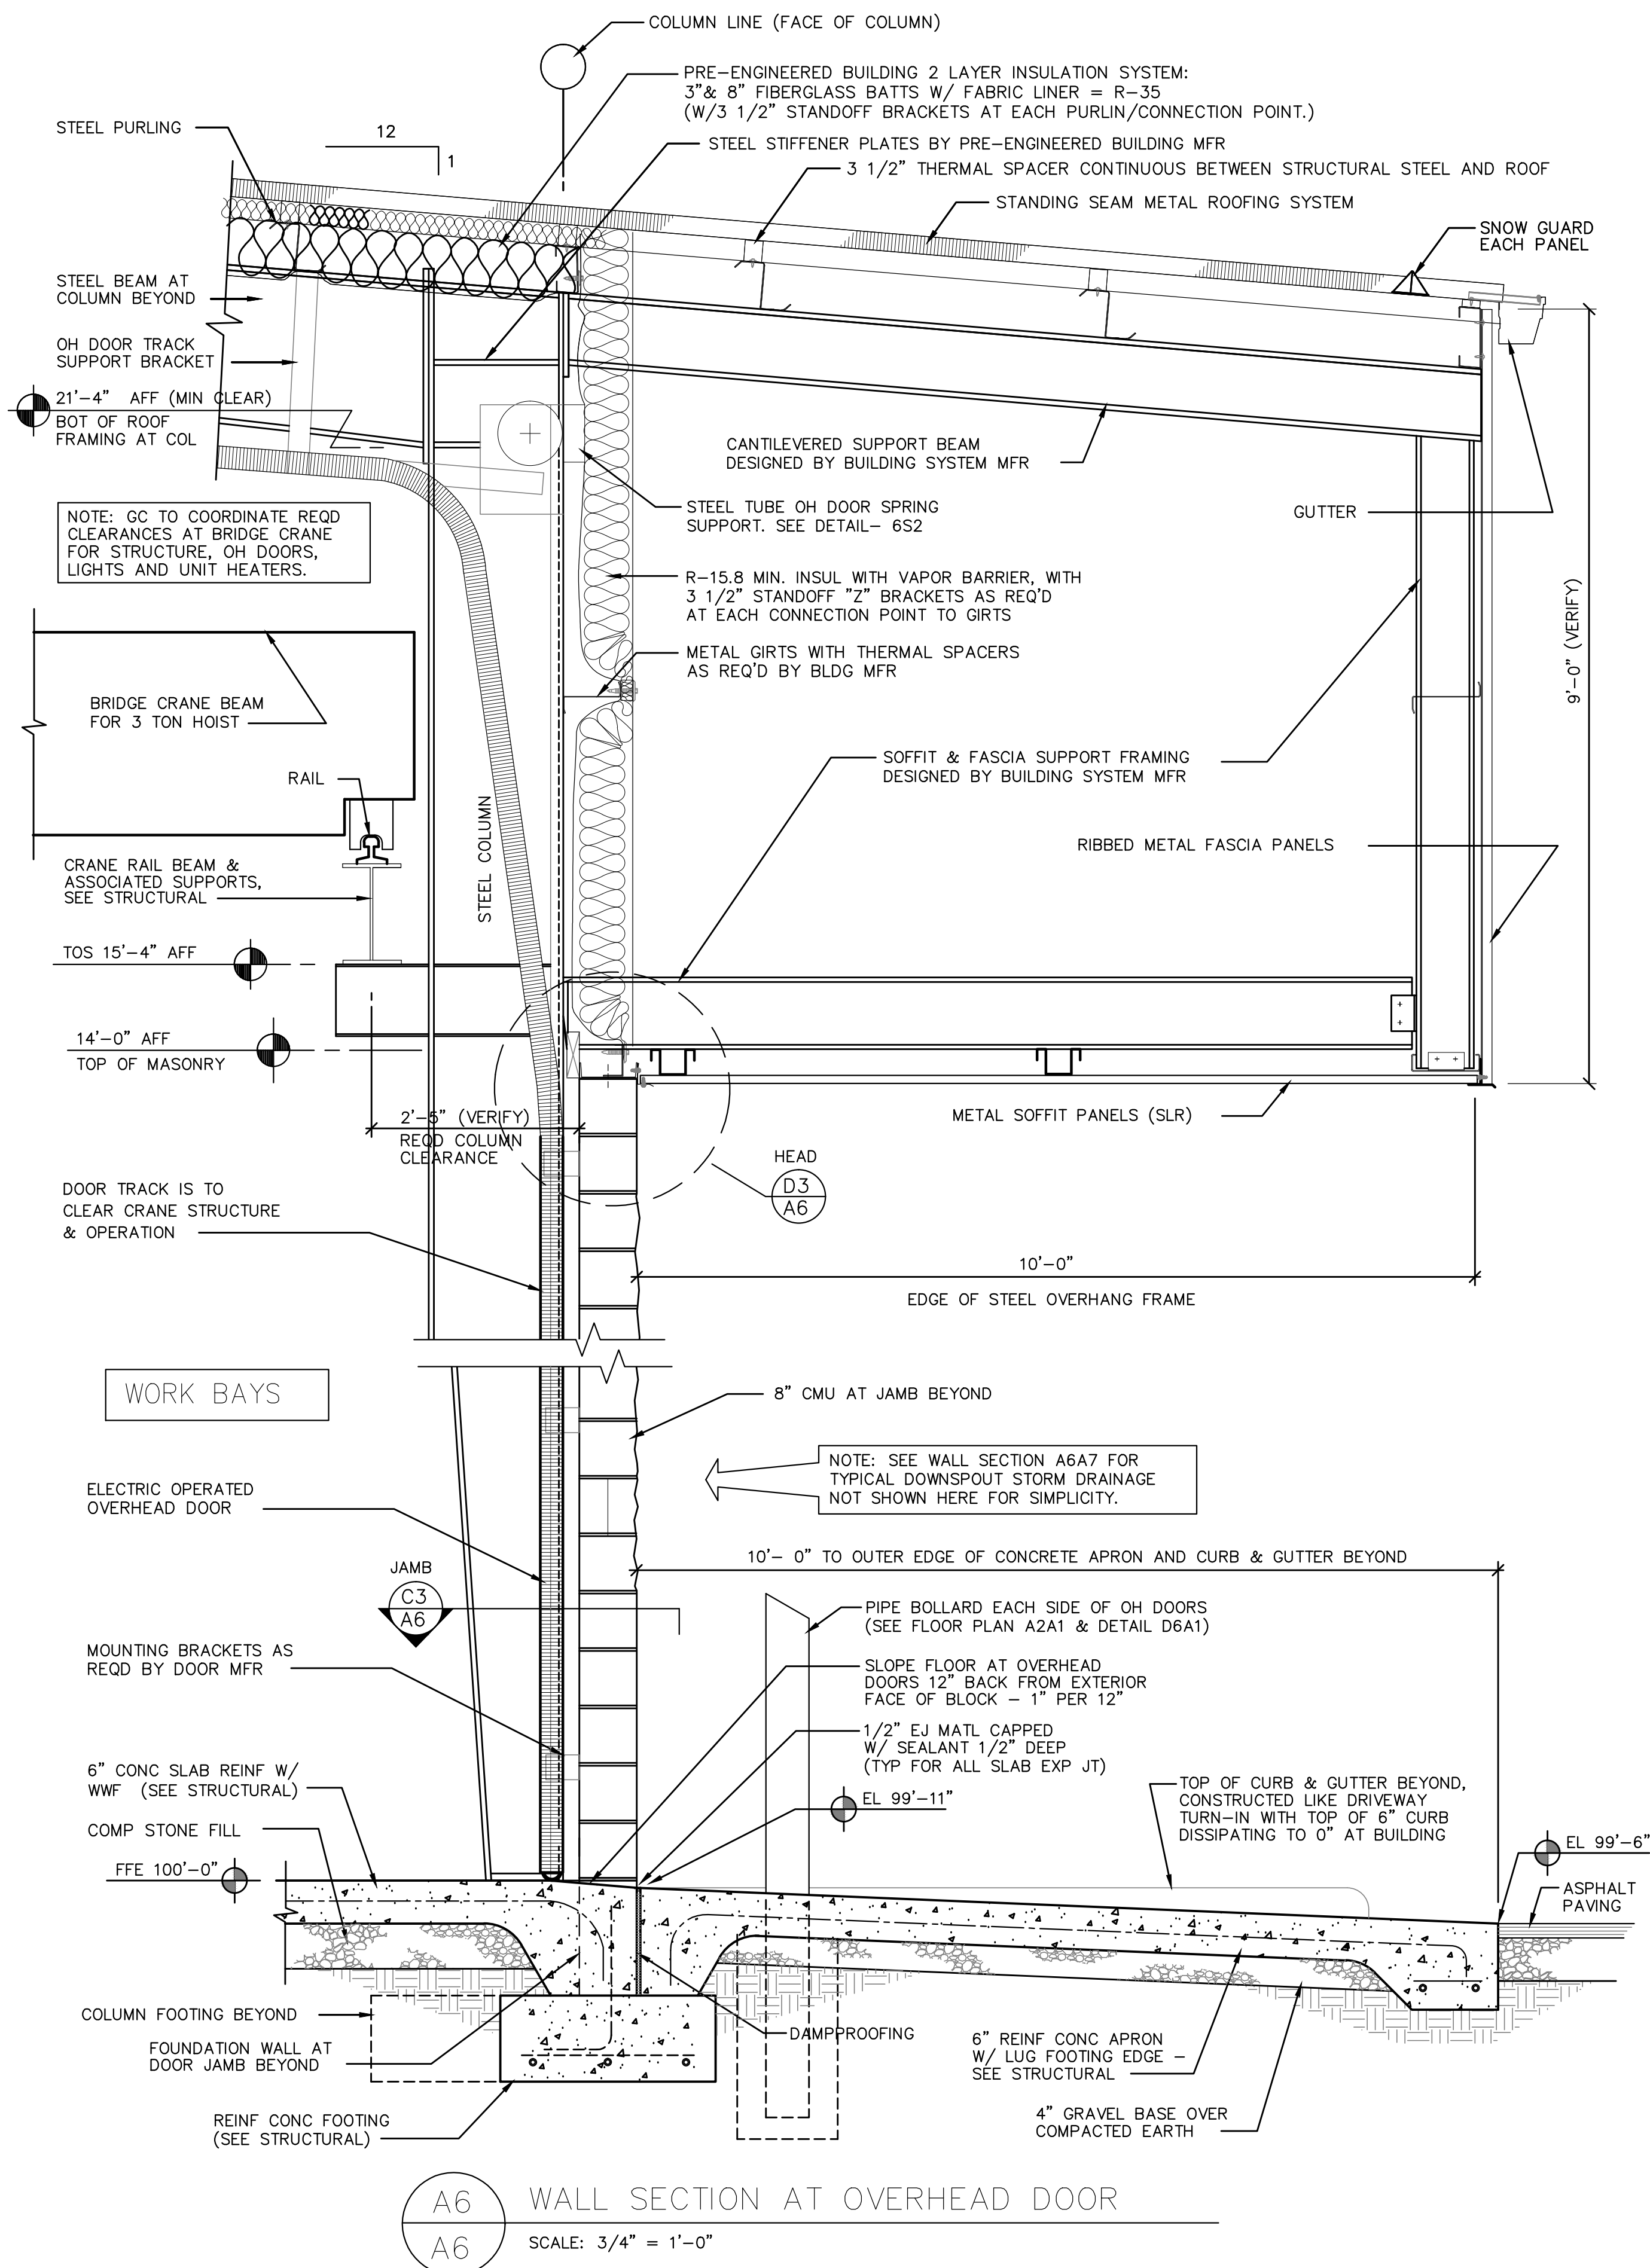 COLUMN LINE (FACE OF COLUMN)
PRE-ENGINEERED BUILDING 2 LAYER INSULATION SYSTEM:
3"& 8" FIBERGLASS BATTS W/ FABRIC LINER = R-35
(W/3 1/2" STANDOFF BRACKETS AT EACH PURLIN/CONNECTION POINT.)
STEEL PURLING
12
1
STEEL STIFFENER PLATES BY PRE-ENGINEERED BUILDING MFR
3 1/2" THERMAL SPACER CONTINUOUS BETWEEN STRUCTURAL STEEL AND ROOF
STANDING SEAM METAL ROOFING SYSTEM
SNOW GUARD
EACH PANEL
STEEL BEAM AT
COLUMN BEYOND
OH DOOR TRACK
SUPPORT BRACKET
21'-4" AFF (MIN CLEAR)
BOT OF ROOF
FRAMING AT COL
CANTILEVERED SUPPORT BEAM
DESIGNED BY BUILDING SYSTEM MFR
STEEL TUBE OH DOOR SPRING
SUPPORT. SEE DETAIL- 6S2
GUTTER
NOTE: GC TO COORDINATE REQD
CLEARANCES AT BRIDGE CRANE
FOR STRUCTURE, OH DOORS,
LIGHTS AND UNIT HEATERS.
R-15.8 MIN. INSUL WITH VAPOR BARRIER, WITH
3 1/2" STANDOFF "Z" BRACKETS AS REQ'D
AT EACH CONNECTION POINT TO GIRTS
9'-0" (VERIFY)
METAL GIRTS WITH THERMAL SPACERS
AS REQ'D BY BLDG MFR
BRIDGE CRANE BEAM
FOR 3 TON HOIST
SOFFIT & FASCIA SUPPORT FRAMING
DESIGNED BY BUILDING SYSTEM MFR
RAIL
STEEL COLUMN
RIBBED METAL FASCIA PANELS
CRANE RAIL BEAM &
ASSOCIATED SUPPORTS,
SEE STRUCTURAL
TOS 15'-4" AFF
14'-0" AFF
TOP OF MASONRY
2'-5" (VERIFY)
REQD COLUMN
CLEARANCE
METAL SOFFIT PANELS (SLR)
HEAD
D3
A6
DOOR TRACK IS TO
CLEAR CRANE STRUCTURE
& OPERATION
10'-0"
EDGE OF STEEL OVERHANG FRAME
WORK BAYS
8" CMU AT JAMB BEYOND
NOTE: SEE WALL SECTION A6A7 FOR
TYPICAL DOWNSPOUT STORM DRAINAGE
NOT SHOWN HERE FOR SIMPLICITY.
ELECTRIC OPERATED
OVERHEAD DOOR
10'- 0" TO OUTER EDGE OF CONCRETE APRON AND CURB & GUTTER BEYOND
JAMB
C3
A6
PIPE BOLLARD EACH SIDE OF OH DOORS
(SEE FLOOR PLAN A2A1 & DETAIL D6A1)
MOUNTING BRACKETS AS
REQD BY DOOR MFR
SLOPE FLOOR AT OVERHEAD
DOORS 12" BACK FROM EXTERIOR
FACE OF BLOCK - 1" PER 12"
1/2" EJ MATL CAPPED
W/ SEALANT 1/2" DEEP
(TYP FOR ALL SLAB EXP JT)
6" CONC SLAB REINF W/
WWF (SEE STRUCTURAL)
EL 99'-11"
TOP OF CURB & GUTTER BEYOND,
CONSTRUCTED LIKE DRIVEWAY
TURN-IN WITH TOP OF 6" CURB
DISSIPATING TO 0" AT BUILDING
COMP STONE FILL
EL 99'-6"
FFE 100'-0"
ASPHALT
PAVING
COLUMN FOOTING BEYOND
DAMPPROOFING
FOUNDATION WALL AT
DOOR JAMB BEYOND
6" REINF CONC APRON
W/ LUG FOOTING EDGE -
SEE STRUCTURAL
REINF CONC FOOTING
(SEE STRUCTURAL)
4" GRAVEL BASE OVER
COMPACTED EARTH
A6
A6
WALL SECTION AT OVERHEAD DOOR
SCALE: 3/4" = 1'-0"